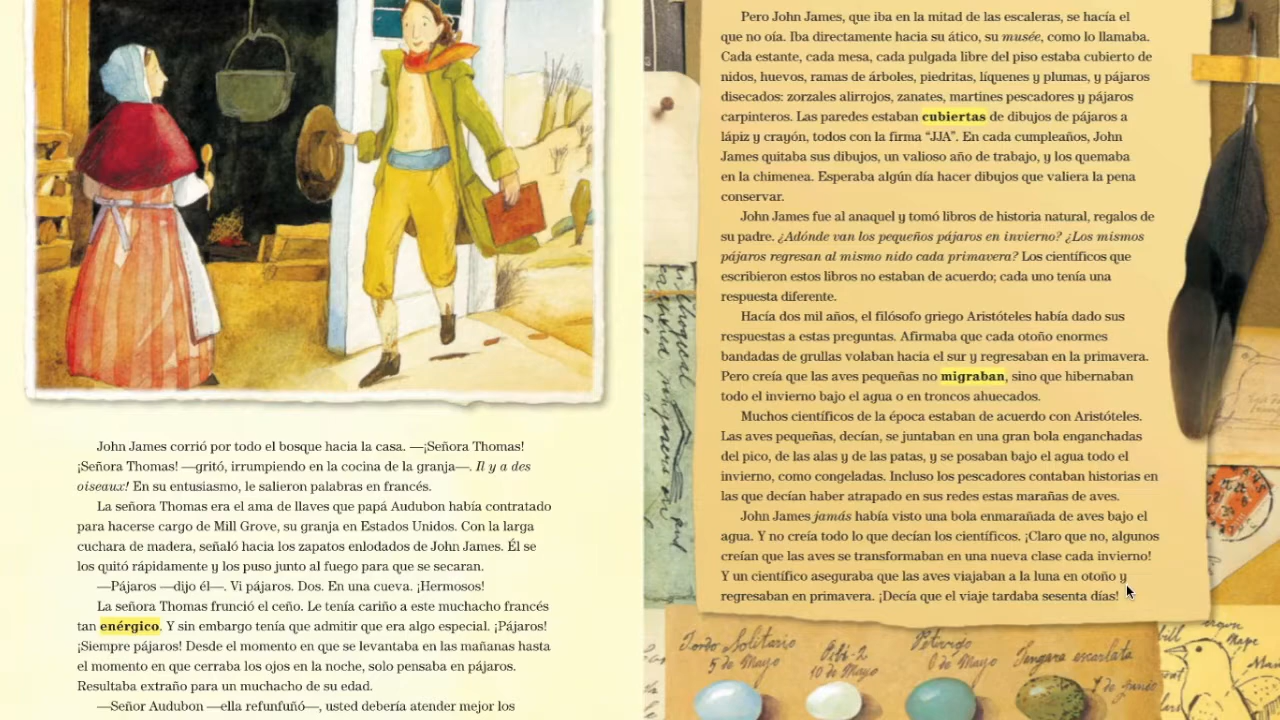 John James corrió por todo el bosque hacia la casa. —¡Señora Thomas!
¡Señora Thomas! —gritó, irrumpiendo en la cocina de la granja—. Il y a des
oiseaux! En su entusiasmo, le salieron palabras en francés.
La señora Thomas era el ama de llaves que papá Audubon había contratado
para hacerse cargo de Mill Grove, su granja en Estados Unidos. Con la larga
cuchara de madera, señaló hacia los zapatos enlodados de John James. Él se
los quitó rápidamente y los puso junto al fuego para que se secaran.
—Pájaros —dijo él—. Vi pájaros. Dos. En una cueva. ¡Hermosos!
La señora Thomas frunció el ceño. Le tenía cariño a este muchacho francés
tan enérgico. Y sin embargo tenía que admitir que era algo especial. ¡Pájaros!
¡Siempre pájaros! Desde el momento en que se levantaba en las mañanas hasta
el momento en que cerraba los ojos en la noche, solo pensaba en pájaros.
Resultaba extraño para un muchacho de su edad.
—Señor Audubon —ella refunfuñó—, usted debería atender mejor los
Pero John James, que iba en la mitad de las escaleras, se hacía el
que no oía. Iba directamente hacia su ático, su musée, como lo llamaba.
Cada estante, cada mesa, cada pulgada libre del piso estaba cubierto de
nidos, huevos, ramas de árboles, piedritas, líquenes y plumas, y pájaros
disecados: zorzales alirrojos, zanates, martines pescadores y pájaros
carpinteros. Las paredes estaban cubiertas de dibujos de pájaros a
lápiz y crayón, todos con la firma “JJA”. En cada cumpleaños, John
James quitaba sus dibujos, un valioso año de trabajo, y los quemaba
en la chimenea. Esperaba algún día hacer dibujos que valiera la pena
conservar.
John James fue al anaquel y tomó libros de historia natural, regalos de
su padre. ¿Adónde van los pequeños pájaros en invierno? ¿Los mismos
pájaros regresan al mismo nido cada primavera? Los científicos que
escribieron estos libros no estaban de acuerdo; cada uno tenía una
respuesta diferente.
Hacía dos mil años, el filósofo griego Aristóteles había dado sus
respuestas a estas preguntas. Afirmaba que cada otoño enormes
bandadas de grullas volaban hacia el sur y regresaban en la primavera.
Pero creía que las aves pequeñas no migraban, sino que hibernaban
todo el invierno bajo el agua o en troncos ahuecados.
Muchos científicos de la época estaban de acuerdo con Aristóteles.
Las aves pequeñas, decían, se juntaban en una gran bola enganchadas
del pico, de las alas y de las patas, y se posaban bajo el agua todo el
invierno, como congeladas. Incluso los pescadores contaban historias en
las que decían haber atrapado en sus redes estas marañas de aves.
John James jamás había visto una bola enmarañada de aves bajo el
agua. Y no creía todo lo que decían los científicos. ¡Claro que no, algunos
creían que las aves se transformaban en una nueva clase cada invierno!
Y un científico aseguraba que las aves viajaban a la luna en otoño y
regresaban en primavera. ¡Decía que el viaje tardaba sesenta días!
Tordo Solitario
5 de Mayo
10 de Mayo
de Mayo
escarlata
de junio
bill